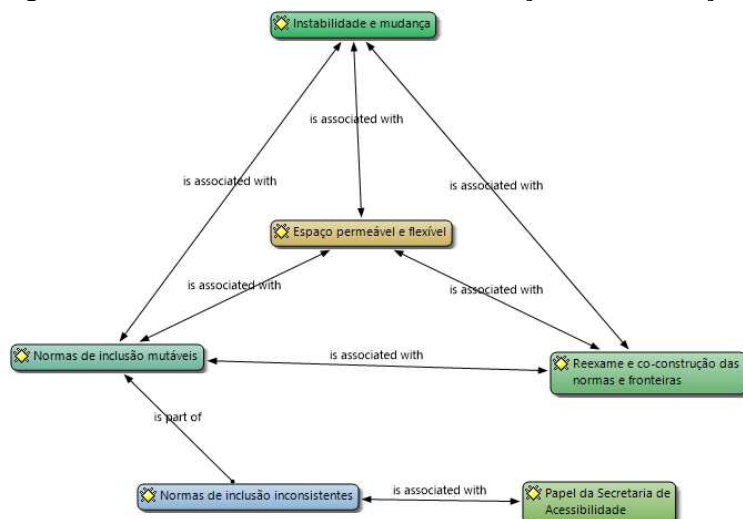 Instabilidade e mudança
is associated with
is associated with
is associated with
Espaço permeável e flexível
is associated with
is associated with
Normas de inclusão mutáveis
is associated with
Reexame e co-construção das
normas e fronteiras
is part of
Normas de inclusão inconsistentes
is associated with
Papel da Secretaria de
Acessibilidade